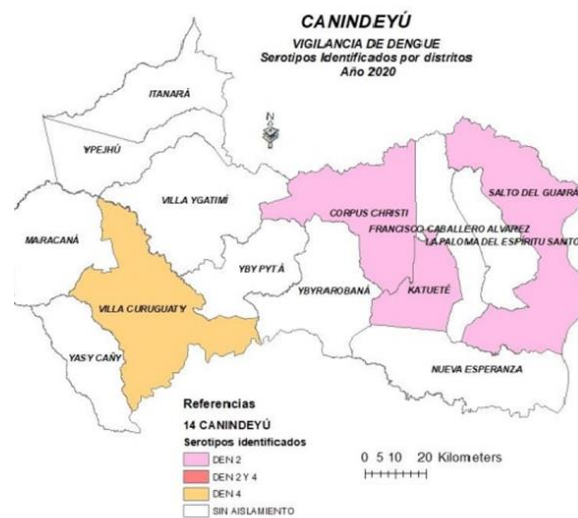 CANINDEYÚ
VIGILANCIA DE DENGUE
Serotipos Identificados por distritos
Año 2020
ITANARÁ
N
YPEJHÚ
VILLA YGATIMÍ
SALTO DEL GUAIRÁ
CORPUS CHRISTI
FRANCISCO CABALLERO ALVAREZ
MARACANÁ
LA PALOMA DEL ESPIRITU SANTO
YBY PYTÁ
YBYRAROBANÁ
KATUETÉ
VILLA CURUGUATY
YASY CAÑY
NUEVA ESPERANZA
Referencias
14 CANINDEYÚ
Serotipos identificados
DEN 2
DEN 2 Y 4
DEN 4
SIN AISLAMIENTO
0 5 10 20 Kilometers